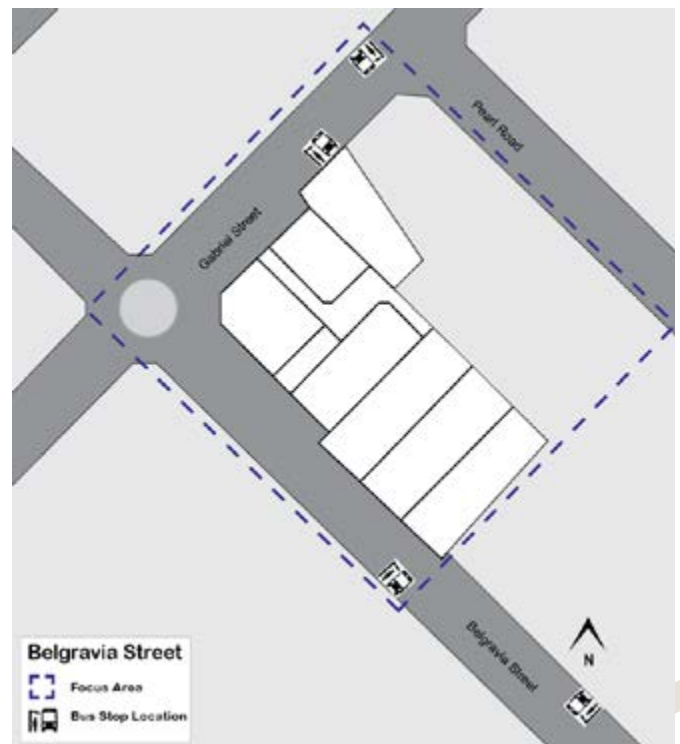 Pearl Road
Gabriel Street
Belgravia Street
N
Belgravia Street
Focus Area
Bus Stop Location